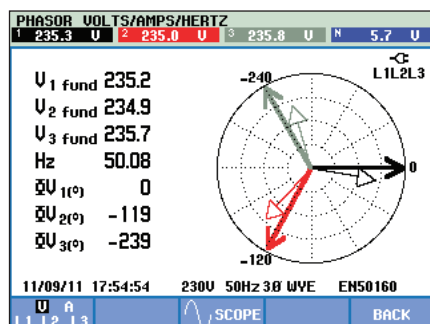 PHASOR VOLTS/AMPS/HERTZ
1 235.3 V 2 235.0 V 3 235.8 V N 5.7 V
L1L2L3
-240
V1 fund 235.2
V2 fund 234.9
V3 fund 235.7
Hz 50.08
0
ΦV1(°) 0
ΦV2(°) -119
ΦV3(°) -239
-120
11/09/11 17:54:54 230V 50Hz 3Ø WYE EN50160
V A
L1 L2 L3 SCOPE BACK